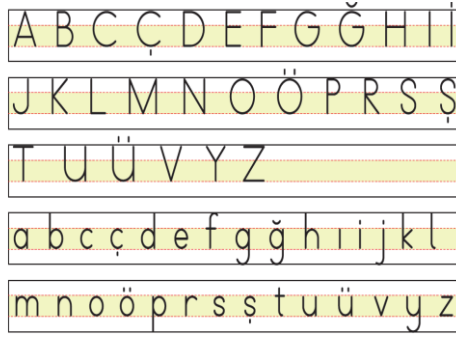 A B C Ç D E F G Ğ H I İ
J K L M N O Ö P R S Ş
T U Ü V Y Z
a b c ç d e f g ğ h ı i j k l
m n o ö p r s ş t u ü v y z